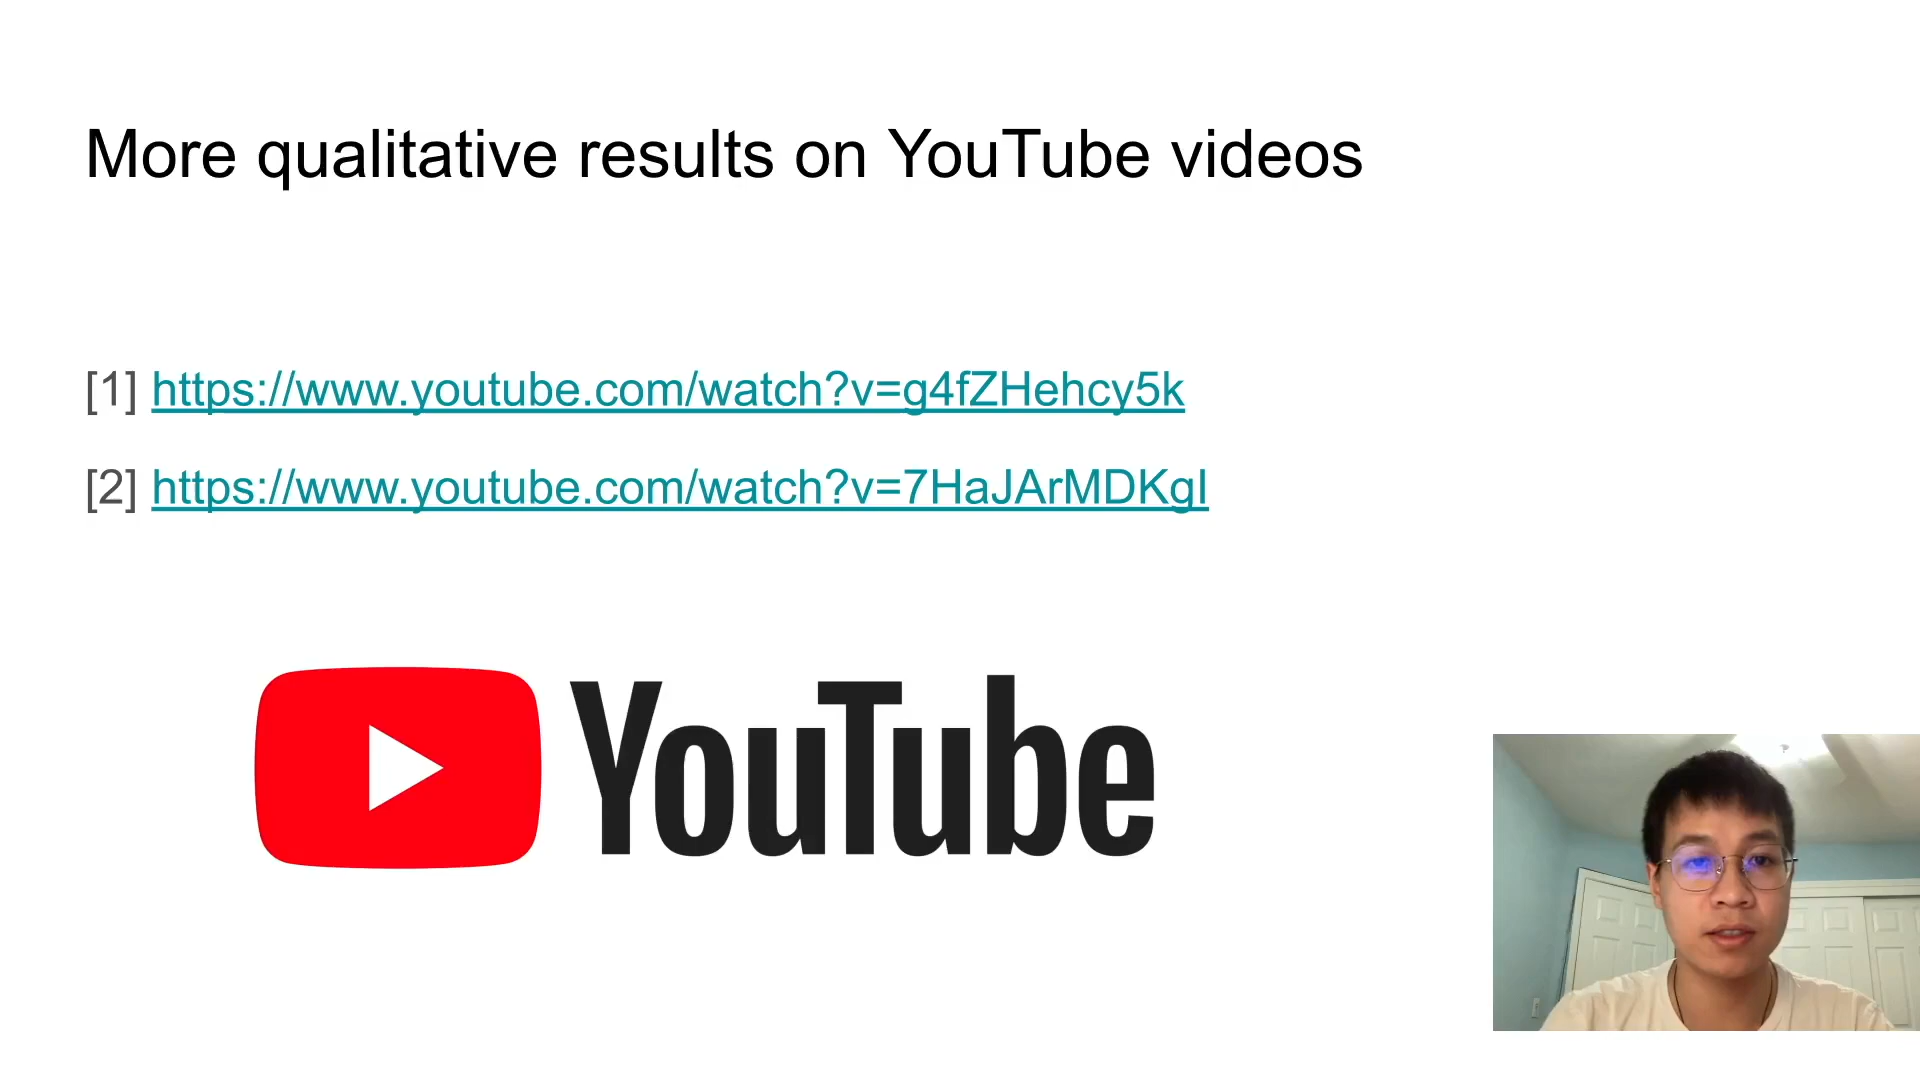 More qualitative results on YouTube videos
[1] https://www.youtube.com/watch?v=g4fZHehcy5k
[2] https://www.youtube.com/watch?v=7HaJArMDKgI
YouTube